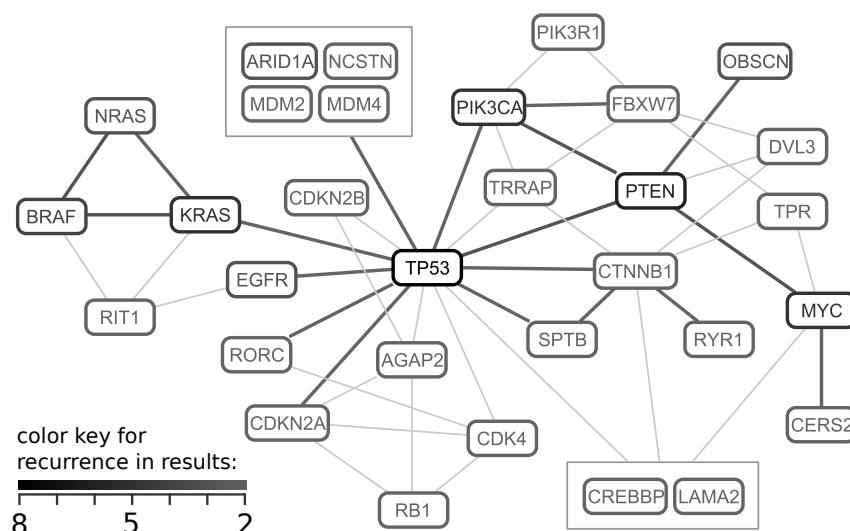 PIK3R1
ARID1A NCSTN
OBSCN
MDM2 MDM4
PIK3CA
FBXW7
NRAS
DVL3
CDKN2B
TRRAP
PTEN
BRAF
KRAS
TPR
TP53
CTNNB1
EGFR
RIT1
MYC
RORC
AGAP2
SPTB
RYR1
CDKN2A
CDK4
CERS2
color key for
recurrence in results:
CREBBP LAMA2
RB1
8 5 2